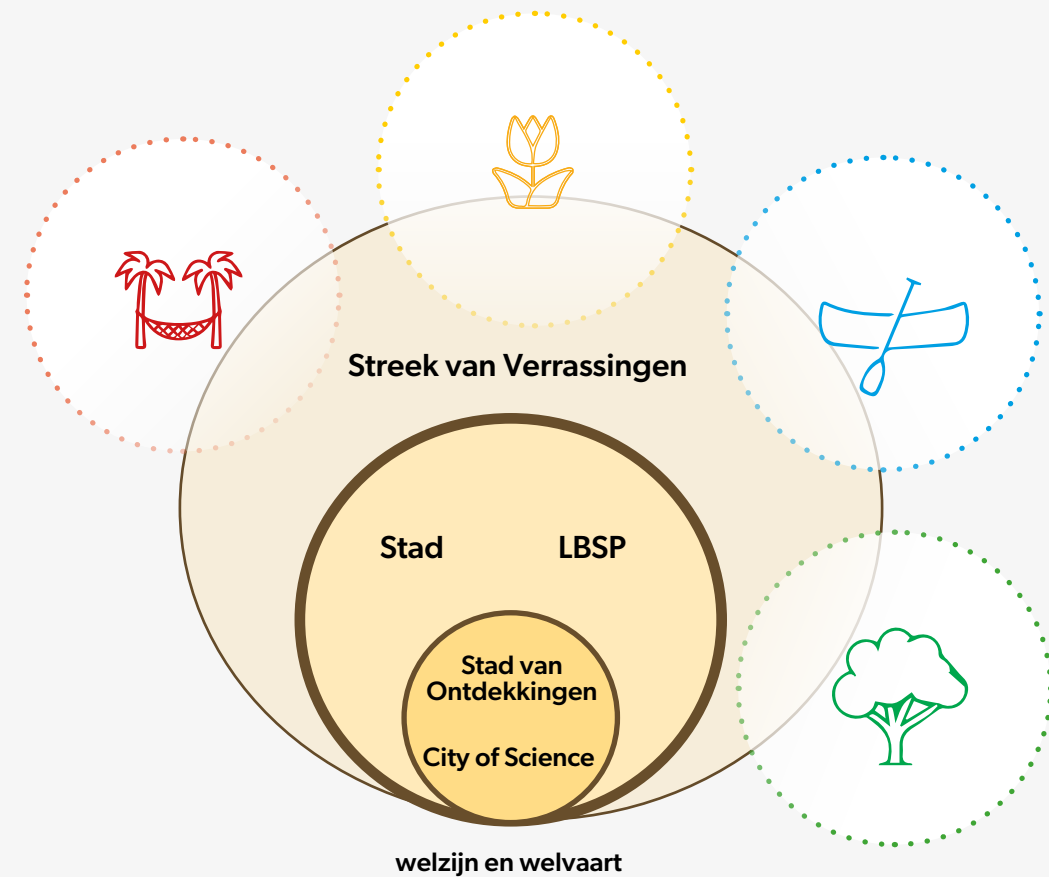 Streek van Verrassingen
Stad
LBSP
Stad van
Ontdekkingen
City of Science
welzijn en welvaart